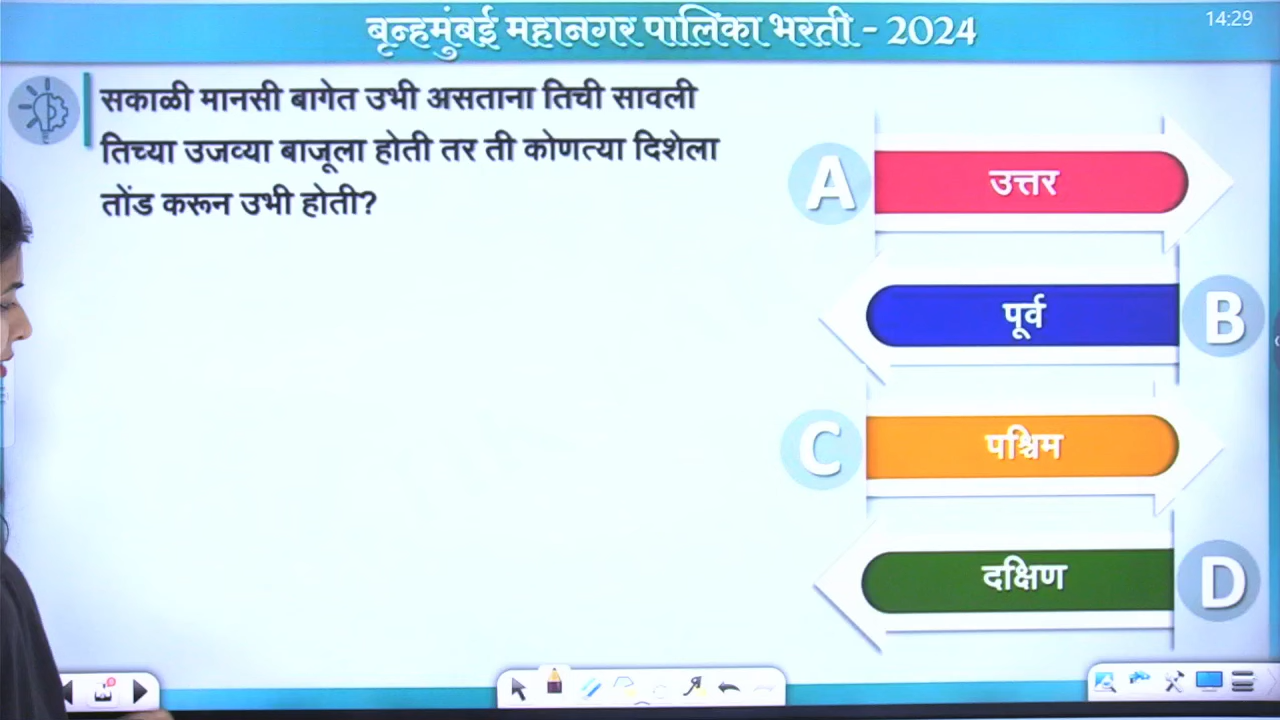 14:29
बृन्हमुंबई महानगर पालिका भरती - 2024
सकाळी मानसी बागेत उभी असताना तिची सावली
तिच्या उजव्या बाजूला होती तर ती कोणत्या दिशेला
तोंड करून उभी होती?
A उत्तर
पूर्व B
C पश्चिम
दक्षिण D